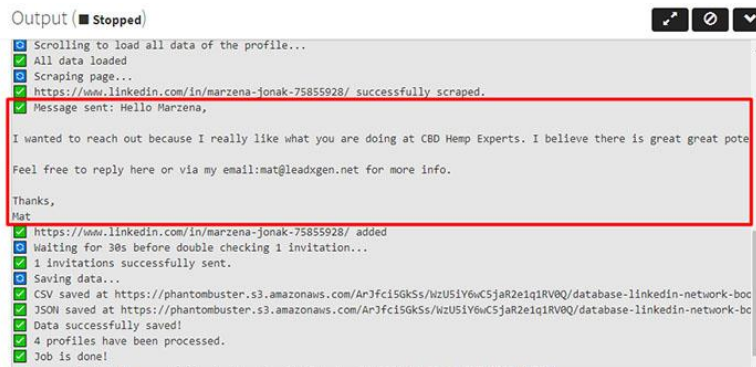 Output (■ Stopped)
Scrolling to load all data of the profile...
All data loaded
Scraping page...
https://www.linkedin.com/in/marzena-jonak-75855928/ successfully scraped.
Message sent: Hello Marzena,
I wanted to reach out because I really like what you are doing at CBD Hemp Experts. I believe there is great great pote
Feel free to reply here or via my email:mat@leadxgen.net for more info.
Thanks,
Mat
https://www.linkedin.com/in/marzena-jonak-75855928/ added
Waiting for 30s before double checking 1 invitation...
1 invitations successfully sent.
Saving data...
CSV saved at https://phantombuster.s3.amazonaws.com/ArJfci5GkSs/WzU5iY6wC5jaR2e1q1RV0Q/database-linkedin-network-boo
JSON saved at https://phantombuster.s3.amazonaws.com/ArJfci5GkSs/WzU5iY6wC5jaR2e1q1RV0Q/database-linkedin-network-bo
Data successfully saved!
4 profiles have been processed.
Job is done!